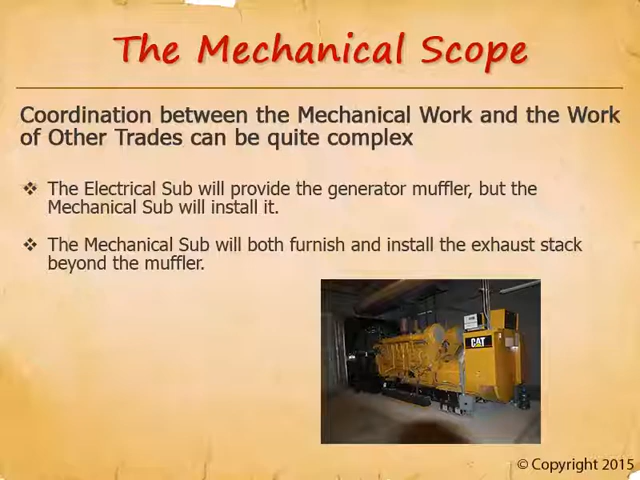 The Mechanical Scope
Coordination between the Mechanical Work and the Work
of Other Trades can be quite complex
❖ The Electrical Sub will provide the generator muffler, but the
Mechanical Sub will install it.
❖ The Mechanical Sub will both furnish and install the exhaust stack
beyond the muffler.
CAT
© Copyright 2015